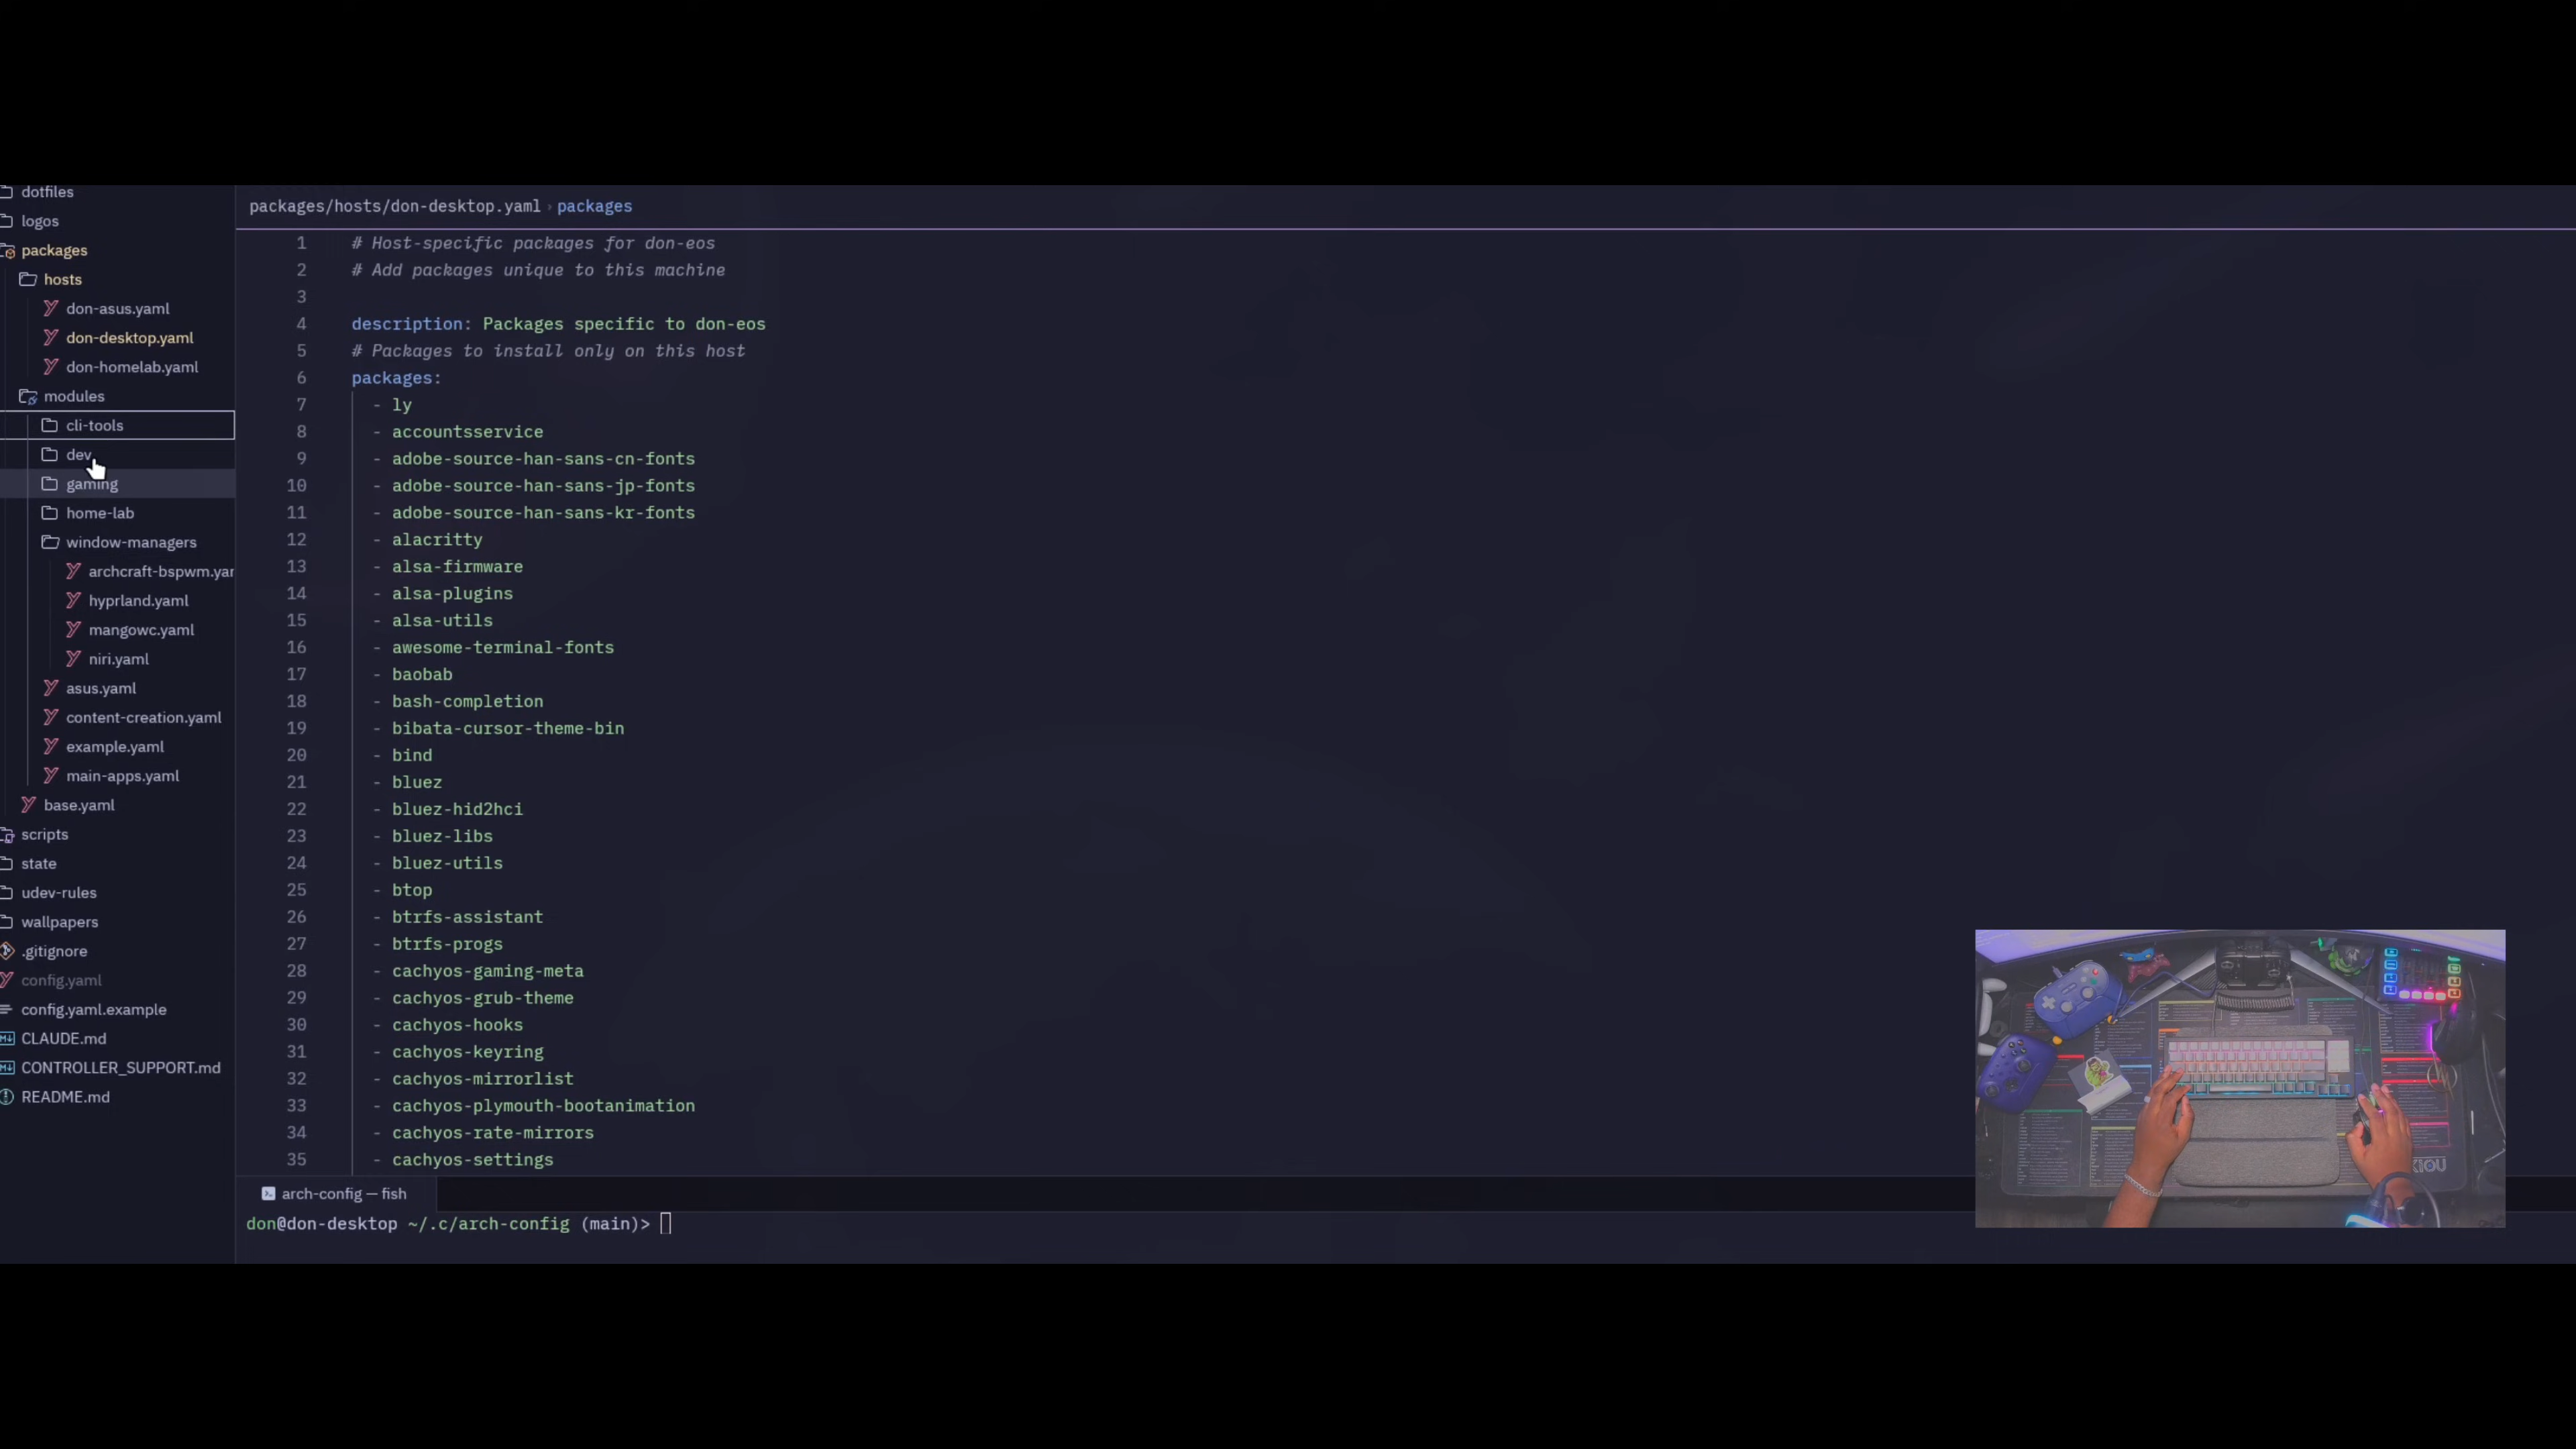 dotfiles
logos
packages
hosts
don-asus.yaml
don-desktop.yaml
don-homelab.yaml
modules
cli-tools
dev
gaming
home-lab
window-managers
archcraft-bspwm.yam
hyprland.yaml
mangowc.yaml
niri.yaml
asus.yaml
content-creation.yaml
example.yaml
main-apps.yaml
base.yaml
scripts
state
udev-rules
wallpapers
.gitignore
config.yaml
config.yaml.example
CLAUDE.md
CONTROLLER_SUPPORT.md
README.md
packages/hosts/don-desktop.yaml › packages
1 # Host-specific packages for don-eos
2 # Add packages unique to this machine
3
4 description: Packages specific to don-eos
5 # Packages to install only on this host
6 packages:
7 - ly
8 - accountsservice
9 - adobe-source-han-sans-cn-fonts
10 - adobe-source-han-sans-jp-fonts
11 - adobe-source-han-sans-kr-fonts
12 - alacritty
13 - alsa-firmware
14 - alsa-plugins
15 - alsa-utils
16 - awesome-terminal-fonts
17 - baobab
18 - bash-completion
19 - bibata-cursor-theme-bin
20 - bind
21 - bluez
22 - bluez-hid2hci
23 - bluez-libs
24 - bluez-utils
25 - btop
26 - btrfs-assistant
27 - btrfs-progs
28 - cachyos-gaming-meta
29 - cachyos-grub-theme
30 - cachyos-hooks
31 - cachyos-keyring
32 - cachyos-mirrorlist
33 - cachyos-plymouth-bootanimation
34 - cachyos-rate-mirrors
35 - cachyos-settings
arch-config — fish
don@don-desktop ~/.c/arch-config (main)>